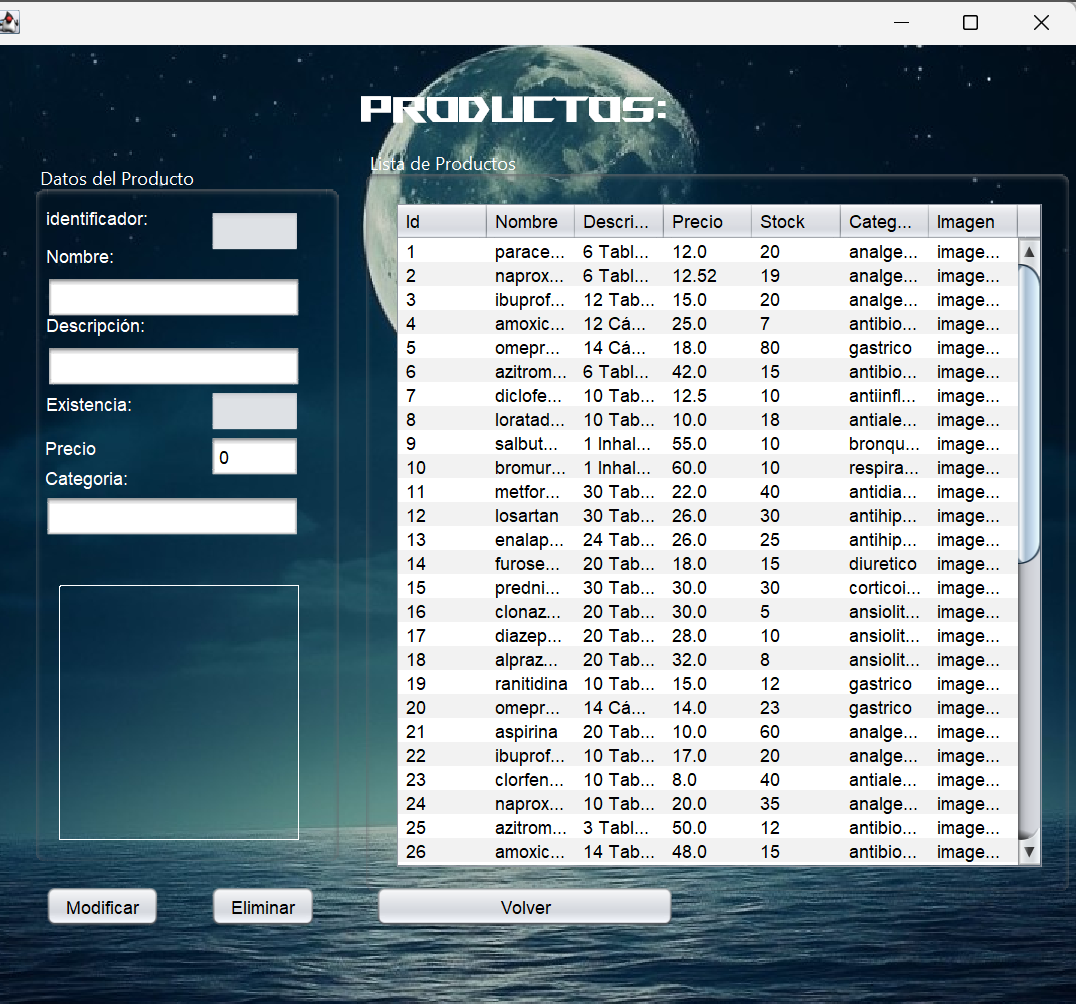 PRODUCTOS:
Datos del Producto
identificador:
Nombre:
Descripción:
Existencia:
Precio 0
Categoria:
Modificar Eliminar Volver
Lista de Productos
Id Nombre Descri... Precio Stock Categ... Imagen
1 parace... 6 Tabl... 12.0 20 analge... image...
2 naprox... 6 Tabl... 12.52 19 analge... image...
3 ibuprof... 12 Tab... 15.0 20 analge... image...
4 amoxic... 12 Cá... 25.0 7 antibio... image...
5 omepr... 14 Cá... 18.0 80 gastrico image...
6 azitrom... 6 Tabl... 42.0 15 antibio... image...
7 diclofe... 10 Tab... 12.5 10 antiinfl... image...
8 loratad... 10 Tab... 10.0 18 antiale... image...
9 salbut... 1 Inhal... 55.0 10 bronqu... image...
10 bromur... 1 Inhal... 60.0 10 respira... image...
11 metfor... 30 Tab... 22.0 40 antidia... image...
12 losartan 30 Tab... 26.0 30 antihip... image...
13 enalap... 24 Tab... 26.0 25 antihip... image...
14 furose... 20 Tab... 18.0 15 diuretico image...
15 predni... 30 Tab... 30.0 30 corticoi... image...
16 clonaz... 20 Tab... 30.0 5 ansiolit... image...
17 diazep... 20 Tab... 28.0 10 ansiolit... image...
18 alpraz... 20 Tab... 32.0 8 ansiolit... image...
19 ranitidina 10 Tab... 15.0 12 gastrico image...
20 omepr... 14 Cá... 14.0 23 gastrico image...
21 aspirina 20 Tab... 10.0 60 analge... image...
22 ibuprof... 10 Tab... 17.0 20 analge... image...
23 clorfen... 10 Tab... 8.0 40 antiale... image...
24 naprox... 10 Tab... 20.0 35 analge... image...
25 azitrom... 3 Tabl... 50.0 12 antibio... image...
26 amoxic... 14 Tab... 48.0 15 antibio... image...